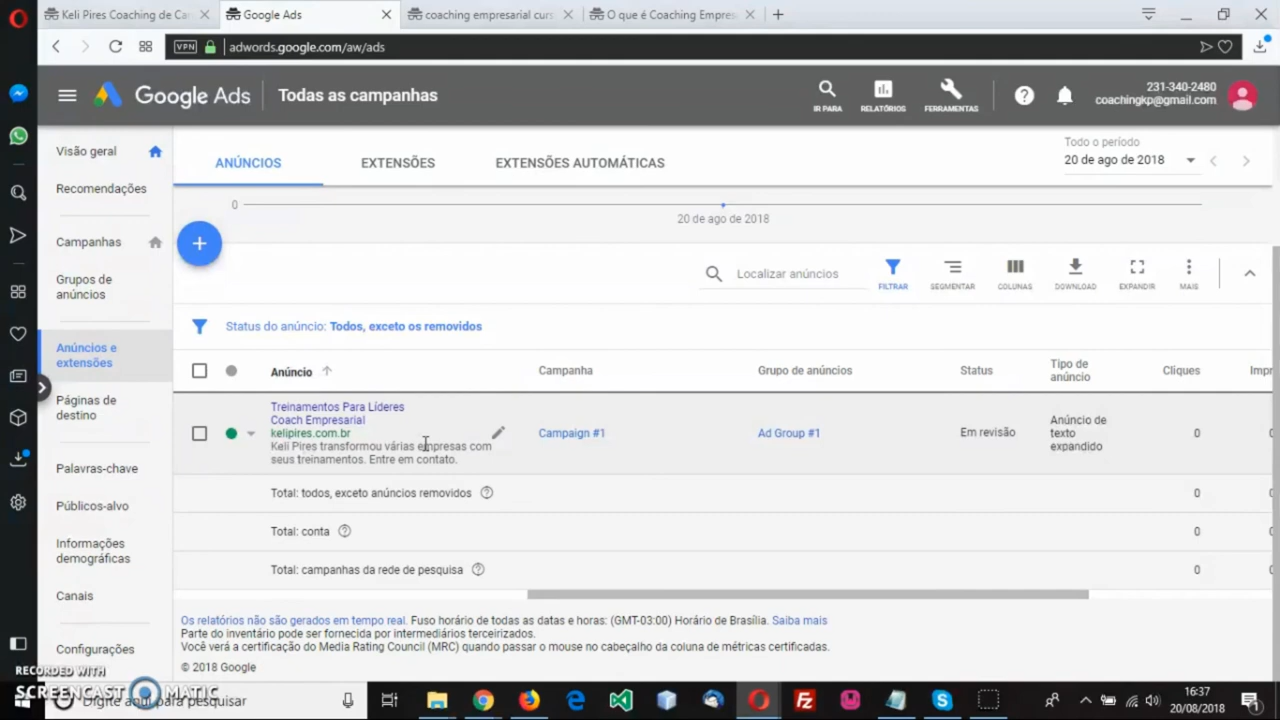 Keli Pires Coaching de Ca
Google Ads
coaching empresarial curs
O que é Coaching Empres
VPN
adwords.google.com/aw/ads
Google Ads
Todas as campanhas
IR PARA
RELATÓRIOS
FERRAMENTAS
231-340-2480
coachingkp@gmail.com
Visão geral
Recomendações
Campanhas
Grupos de
anúncios
Anúncios e
extensões
Páginas de
destino
Palavras-chave
Públicos-alvo
Informações
demográficas
Canais
Configurações
ANÚNCIOS
EXTENSÕES
EXTENSÕES AUTOMÁTICAS
Todo o período
20 de ago de 2018
0
20 de ago de 2018
Localizar anúncios
FILTRAR
SEGMENTAR
COLUNAS
DOWNLOAD
EXPANDIR
MAIS
Status do anúncio: Todos, exceto os removidos
Anúncio
Campanha
Grupo de anúncios
Status
Tipo de
anúncio
Cliques
Impr
Treinamentos Para Líderes
Coach Empresarial
kelipires.com.br
Keli Pires transformou várias empresas com
seus treinamentos. Entre em contato.
Campaign #1
Ad Group #1
Em revisão
Anúncio de
texto
expandido
0
Total: todos, exceto anúncios removidos
0
Total: conta
0
Total: campanhas da rede de pesquisa
0
Os relatórios não são gerados em tempo real. Fuso horário de todas as datas e horas: (GMT-03:00) Horário de Brasília. Saiba mais
Parte do inventário pode ser fornecida por intermediários terceirizados.
Você verá a certificação do Media Rating Council (MRC) quando passar o mouse no cabeçalho da coluna de métricas certificadas.
© 2018 Google
RECORDED WITH
SCREENCAST MATIC
Digite aqui para pesquisar
16:37
20/08/2018